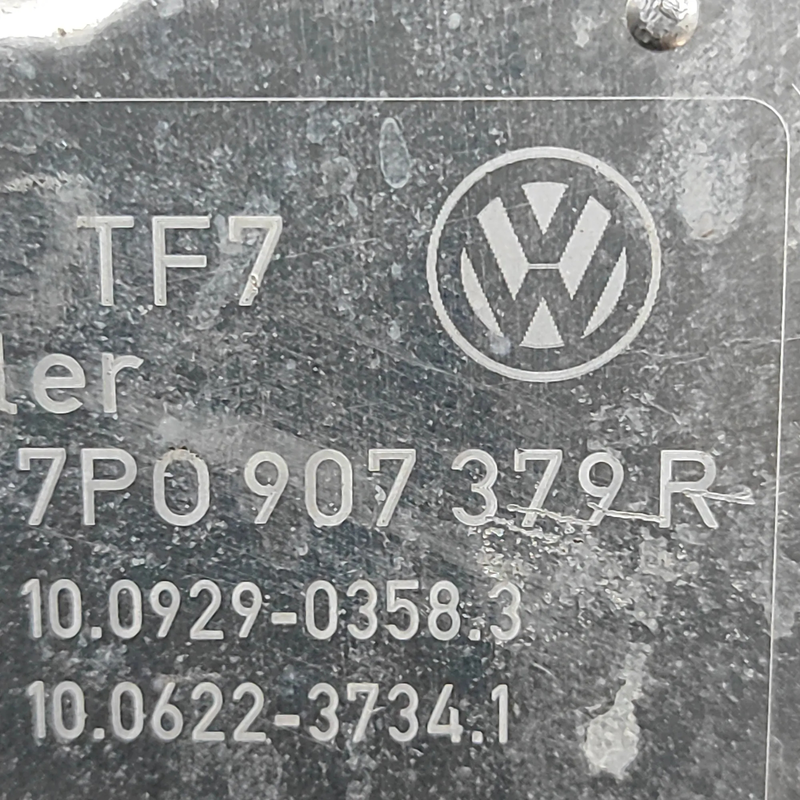 TF7
ler
7P0 907 379 R
10.0929-0358.3
10.0622-3734.1